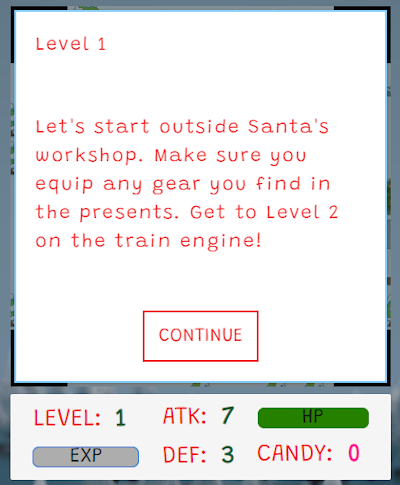 Level 1
Let's start outside Santa's
workshop. Make sure you
equip any gear you find in
the presents. Get to Level 2
on the train engine!
CONTINUE
LEVEL: 1 ATK: 7 HP
EXP DEF: 3 CANDY: 0